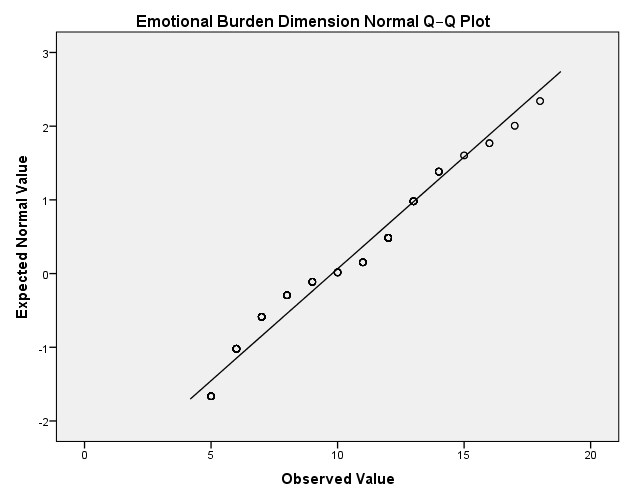 Emotional Burden Dimension Normal Q–Q Plot
3
2
1
0
-1
-2
Expected Normal Value
0 5 10 15 20
Observed Value